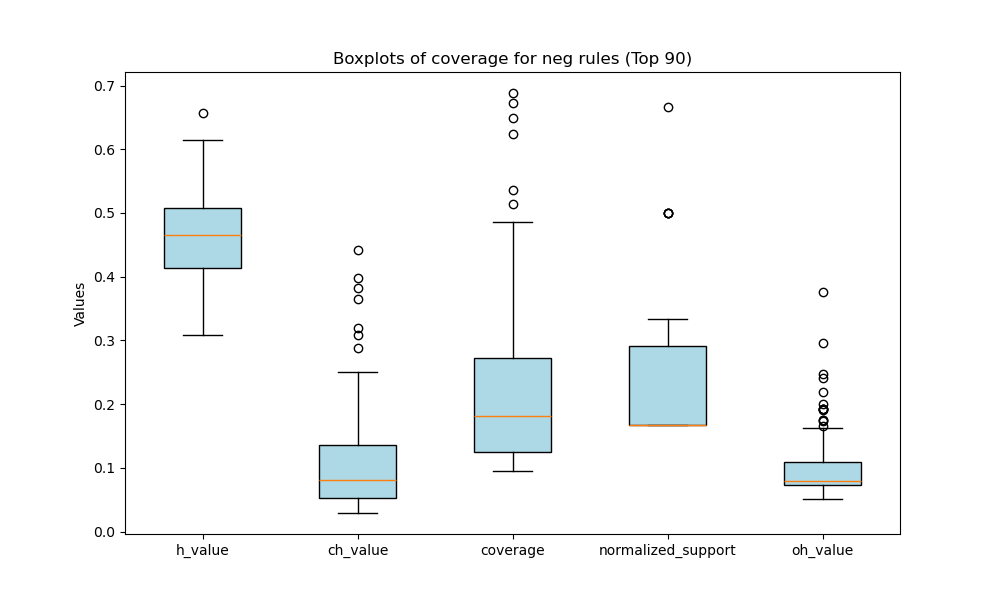 Boxplots of coverage for neg rules (Top 90)
0.7
0.6
0.5
0.4
0.3
0.2
0.1
0.0
Values
h_value ch_value coverage normalized_support oh_value